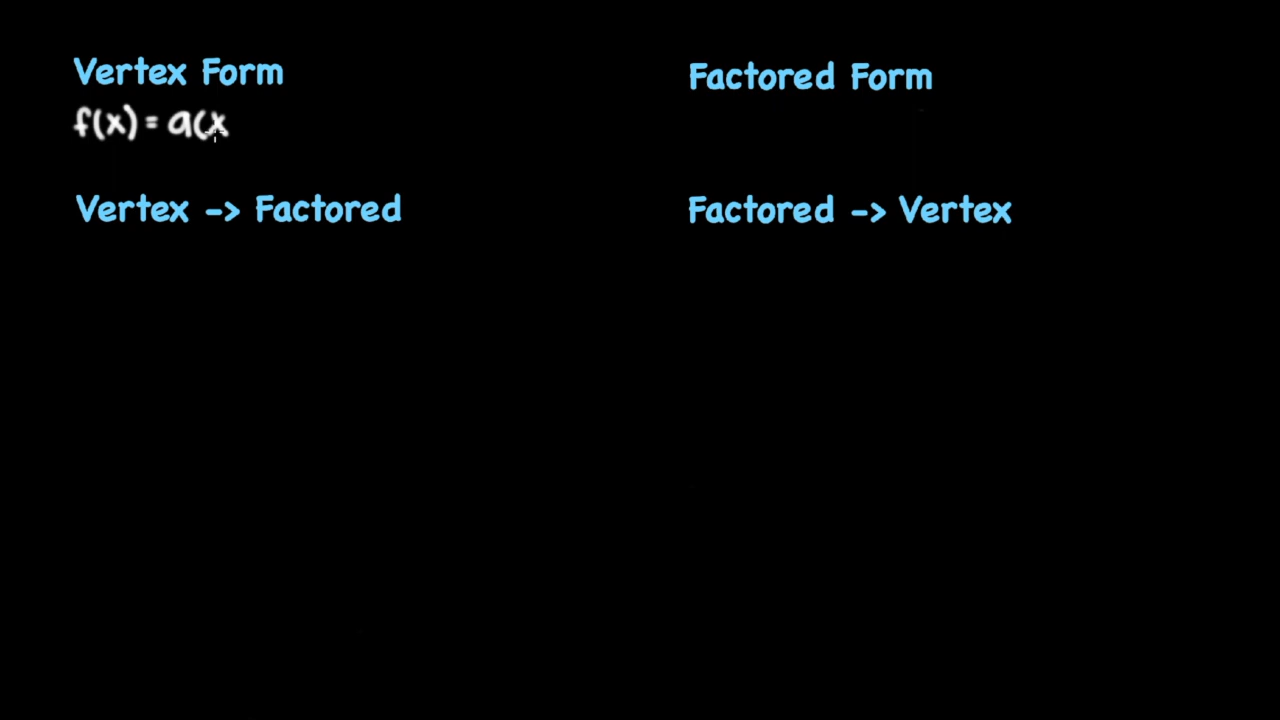 Vertex Form
f(x) = a(x
Factored Form
Vertex -> Factored
Factored -> Vertex